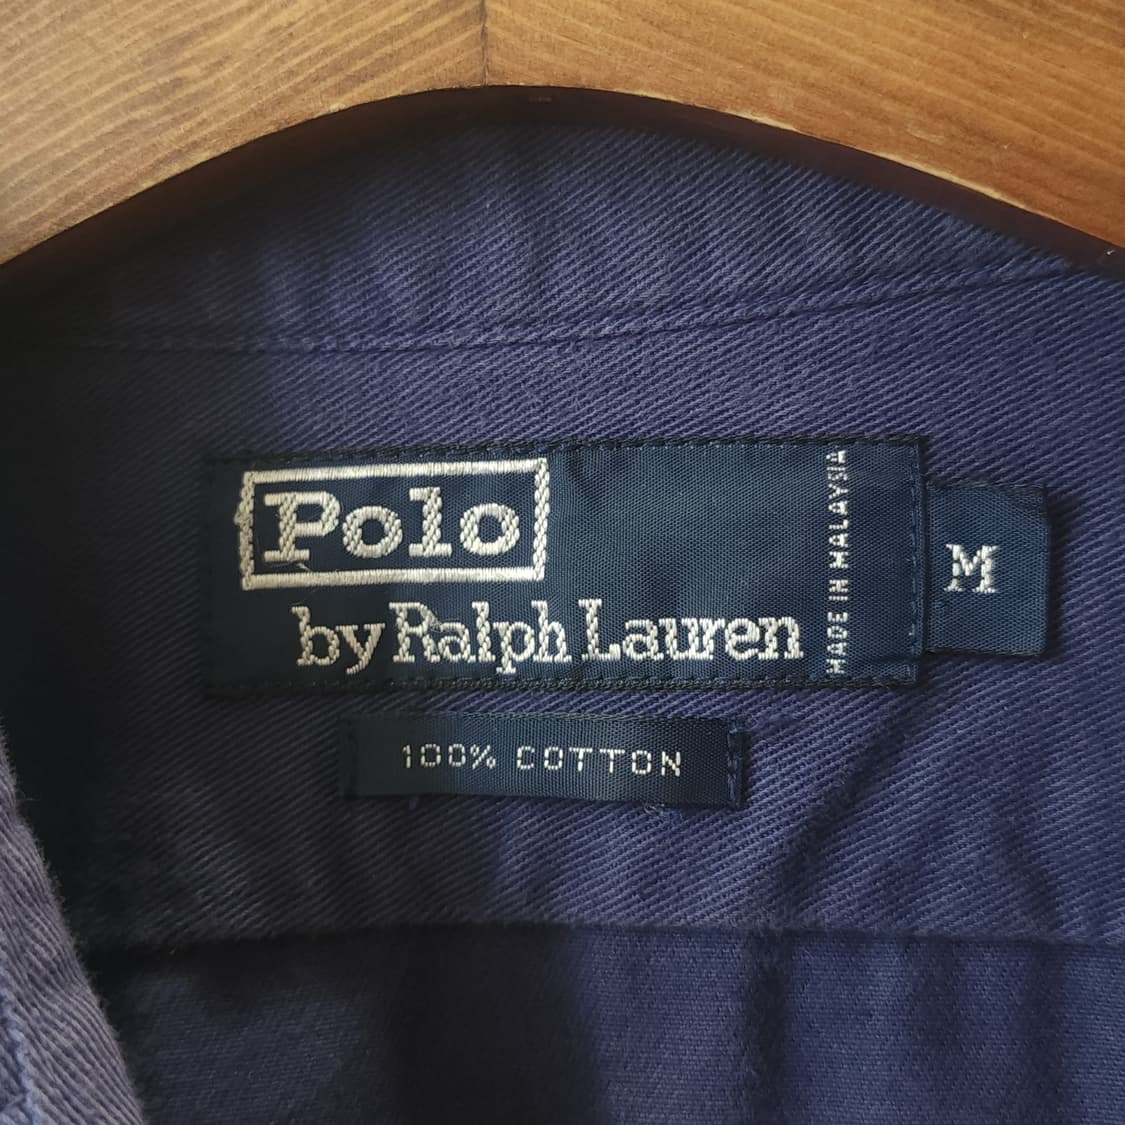 Polo
by Ralph Lauren
MADE IN MALAYSIA
M
100% COTTON